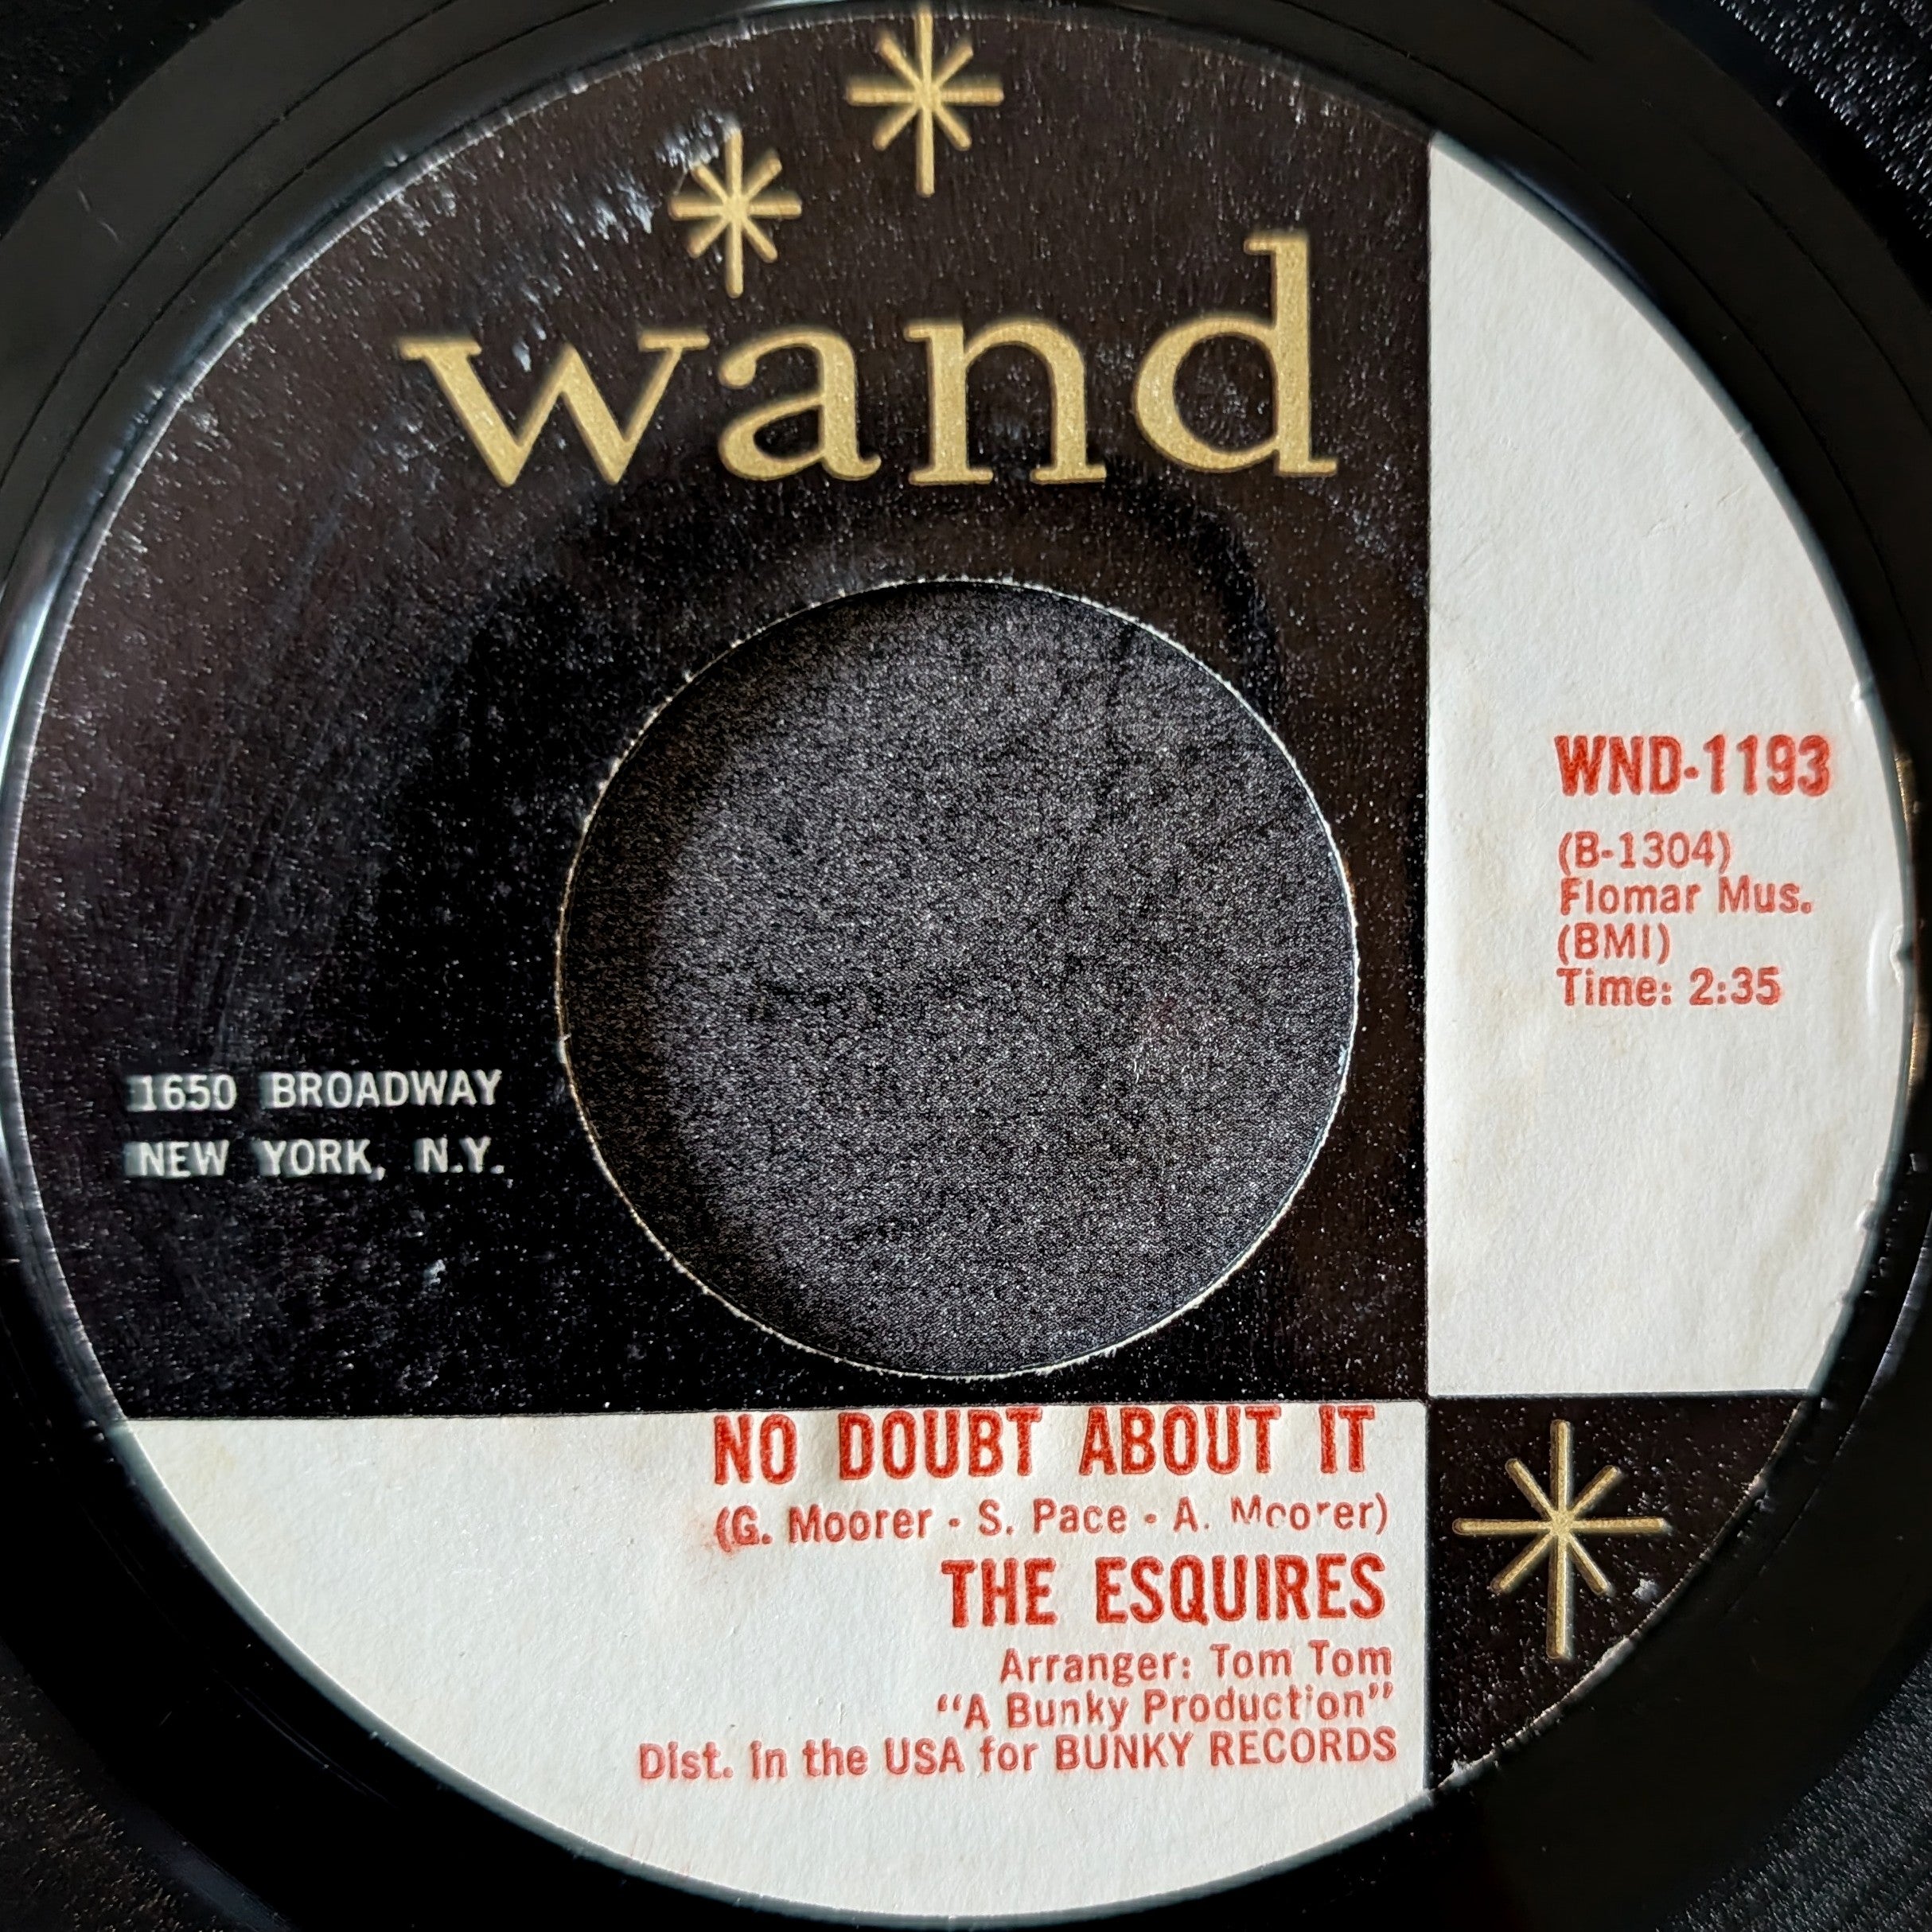 wand
WND-1193
(B-1304)
Flomar Mus.
(BMI)
Time: 2:35
1650 BROADWAY
NEW YORK, N.Y.
NO DOUBT ABOUT IT
(G. Moorer - S. Pace - A. Moorer)
THE ESQUIRES
Arranger: Tom Tom
“A Bunky Production”
Dist. in the USA for BUNKY RECORDS